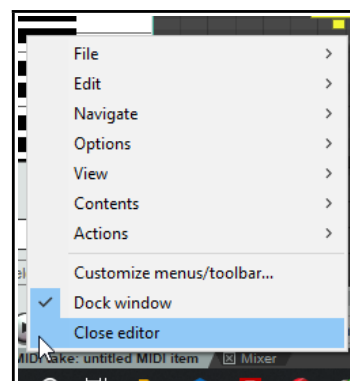 File
Edit
Navigate
Options
View
Contents
Actions
Customize menus/toolbar...
Dock window
Close editor
take: untitled MIDI item
Mixer